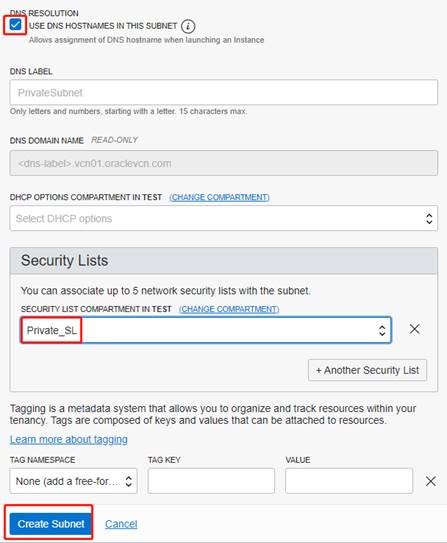 DNS RESOLUTION
USE DNS HOSTNAMES IN THIS SUBNET i
Allows assignment of DNS hostname when launching an Instance
DNS LABEL
PrivateSubnet
Only letters and numbers, starting with a letter. 15 characters max.
DNS DOMAIN NAME READ-ONLY
<dns-label>.vcn01.oraclevcn.com
DHCP OPTIONS COMPARTMENT IN TEST (CHANGE COMPARTMENT)
Select DHCP options
Security Lists
You can associate up to 5 network security lists with the subnet.
SECURITY LIST COMPARTMENT IN TEST (CHANGE COMPARTMENT)
Private_SL
+ Another Security List
Tagging is a metadata system that allows you to organize and track resources within your
tenancy. Tags are composed of keys and values that can be attached to resources.
Learn more about tagging
TAG NAMESPACE TAG KEY VALUE
None (add a free-for...
Create Subnet Cancel